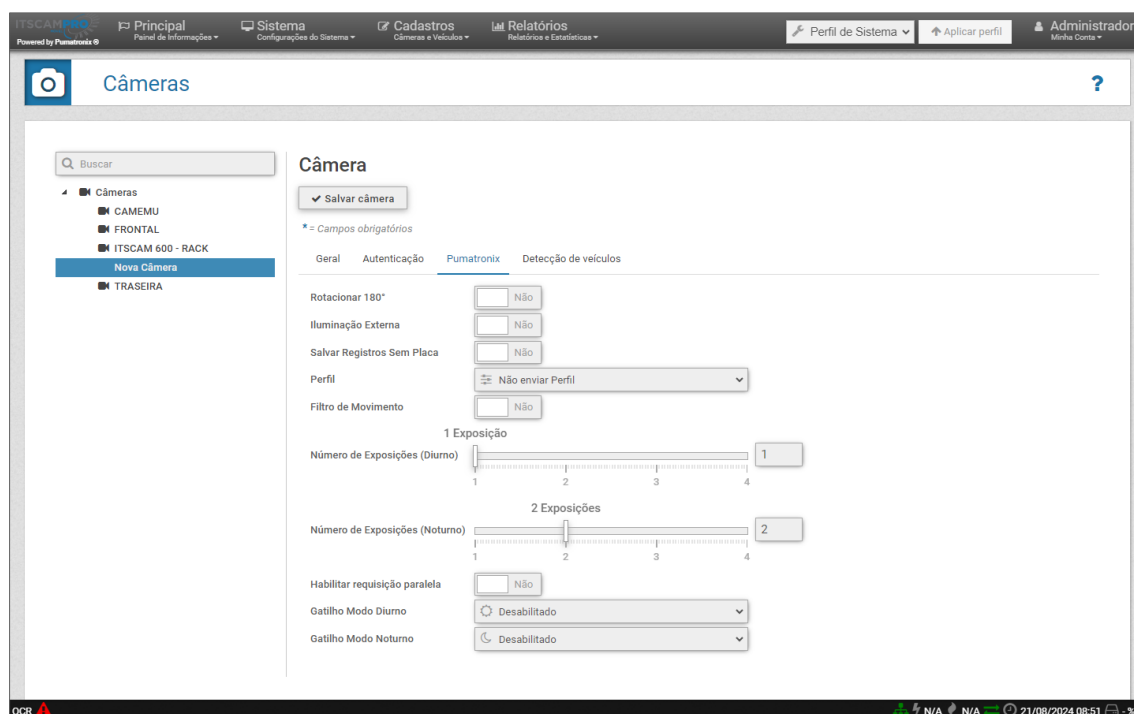 ITSCAMPRO Principal Sistema Cadastros Relatórios Perfil de Sistema Aplicar perfil Administrador
Powered by Pumatronix ® Painel de Informações Configurações do Sistema Câmeras e Veículos Relatórios e Estatísticas Minha Conta
Câmeras ?
Buscar
Câmeras
CAMEMU
FRONTAL
ITSCAM 600 - RACK
Nova Câmera
TRASEIRA
Câmera
Salvar câmera
* = Campos obrigatórios
Geral Autenticação Pumatronix Detecção de veículos
Rotacionar 180° Não
Iluminação Externa Não
Salvar Registros Sem Placa Não
Perfil Não enviar Perfil
Filtro de Movimento Não
1 Exposição
Número de Exposições (Diurno) 1
1 2 3 4
2 Exposições
Número de Exposições (Noturno) 2
1 2 3 4
Habilitar requisição paralela Não
Gatilho Modo Diurno Desabilitado
Gatilho Modo Noturno Desabilitado
OCR N/A N/A 21/08/2024 08:51 - %